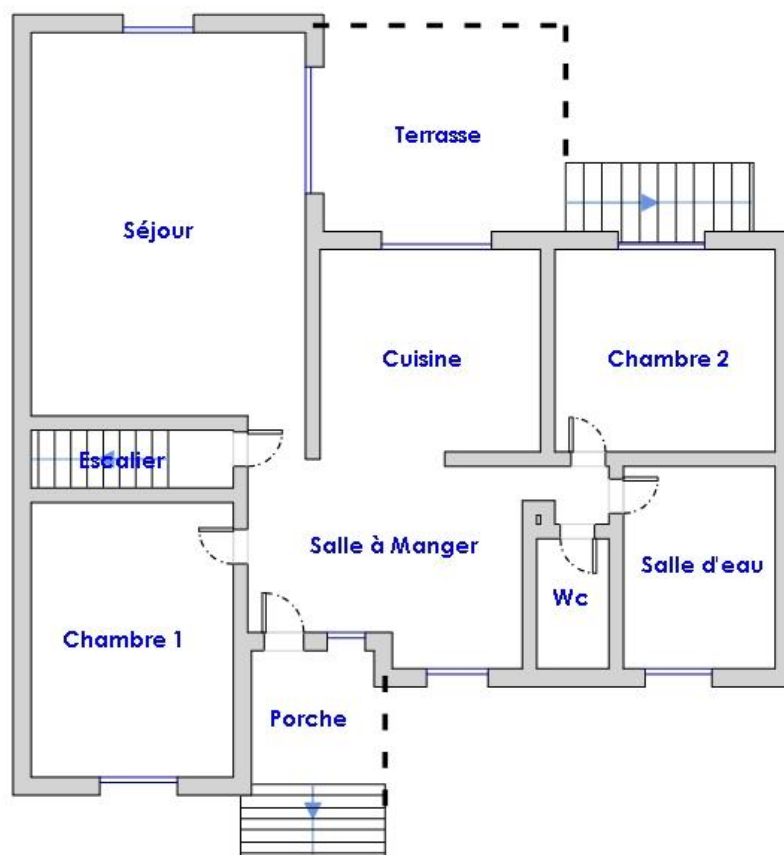 Terrasse
Séjour
Cuisine
Chambre 2
Escalier
Salle à Manger
Salle d'eau
Wc
Chambre 1
Porche